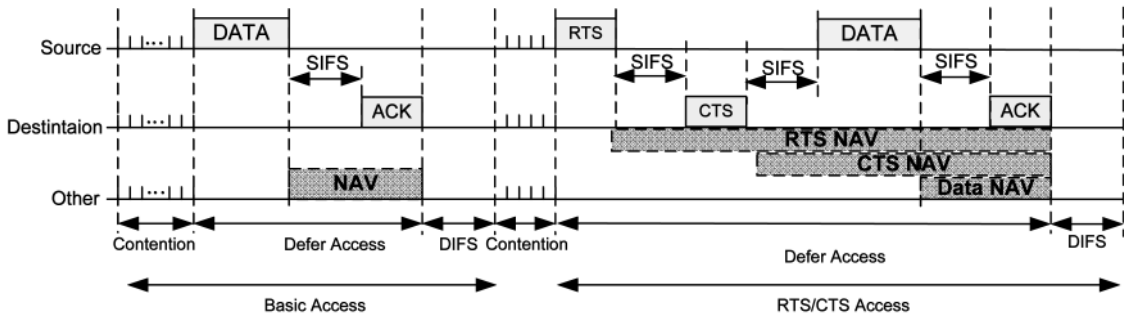 DATA
RTS
DATA
Source
SIFS
SIFS
SIFS
SIFS
ACK
CTS
ACK
Destintaion
RTS NAV
CTS NAV
NAV
Data NAV
Other
Contention
Defer Access
DIFS
Contention
Defer Access
DIFS
Basic Access
RTS/CTS Access